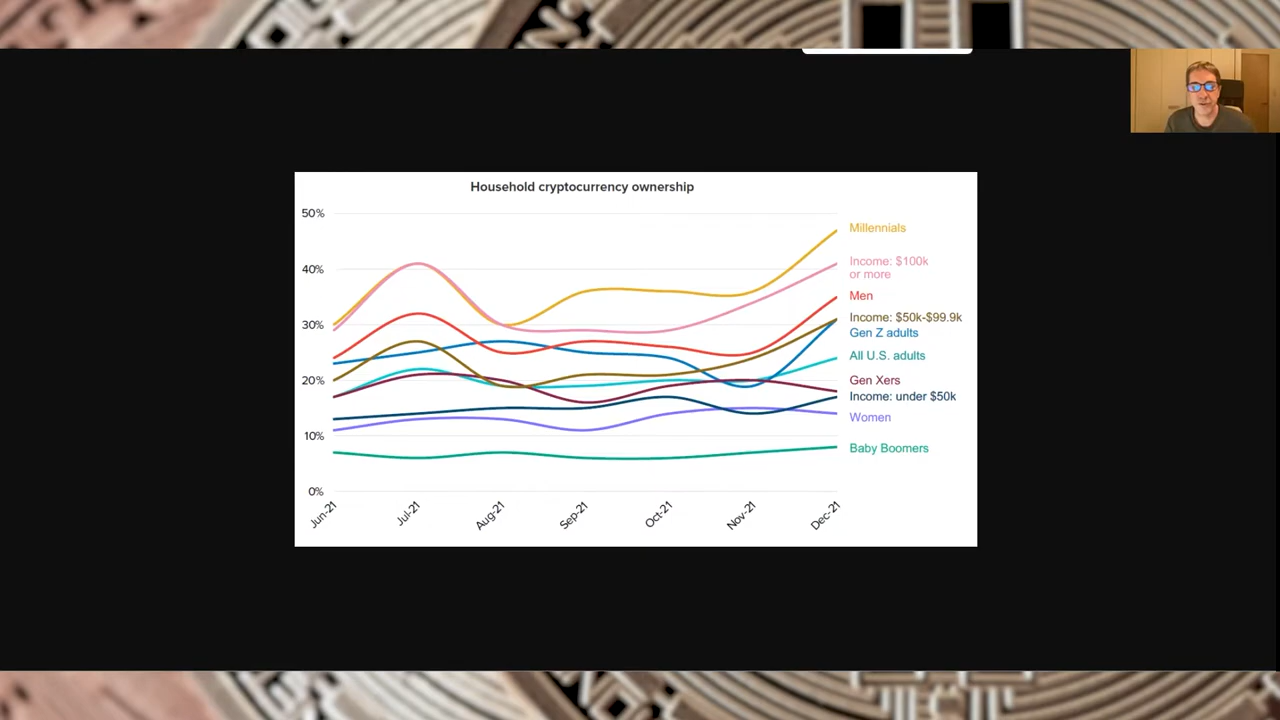 Household cryptocurrency ownership
50%
40%
30%
20%
10%
0%
Jun-21
Jul-21
Aug-21
Sep-21
Oct-21
Nov-21
Dec-21
Millennials
Income: $100k
or more
Men
Income: $50k-$99.9k
Gen Z adults
All U.S. adults
Gen Xers
Income: under $50k
Women
Baby Boomers